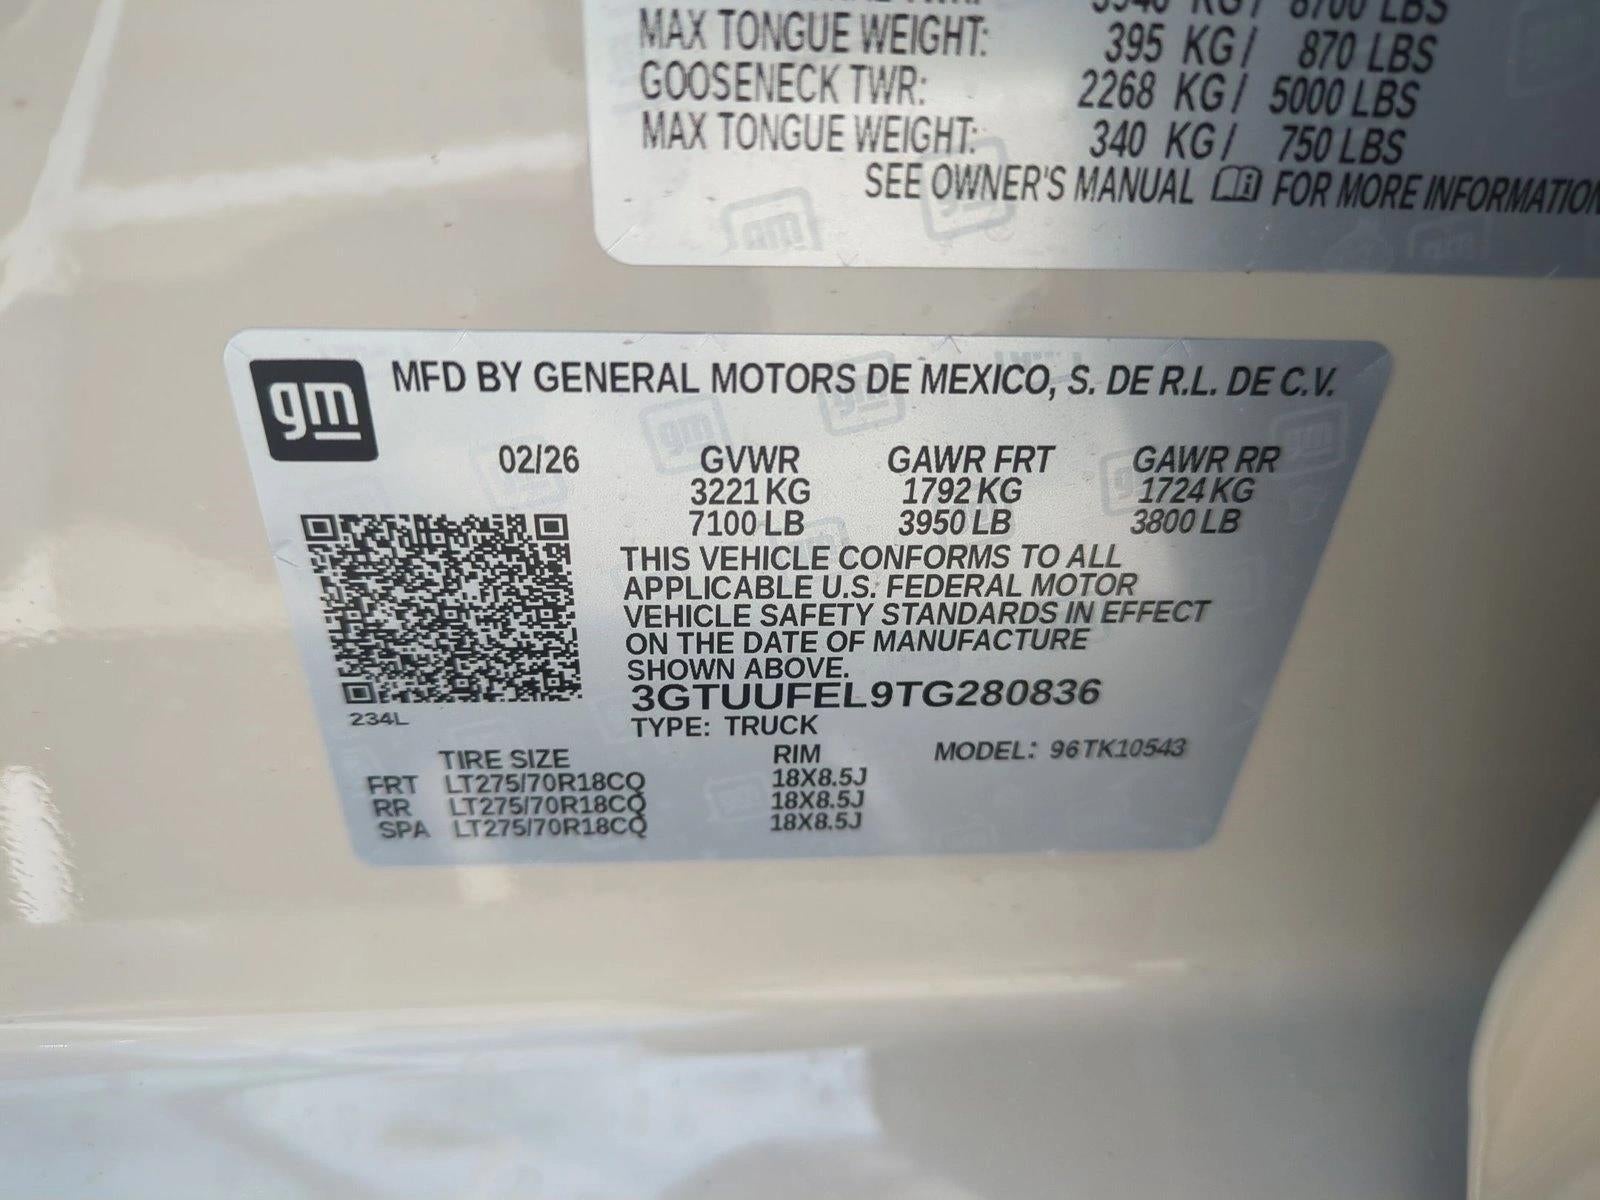 8700 LBS
MAX TONGUE WEIGHT: 395 KG/ 870 LBS
GOOSENECK TWR: 2268 KG/ 5000 LBS
MAX TONGUE WEIGHT: 340 KG/ 750 LBS
SEE OWNER'S MANUAL FOR MORE INFORMATION
gm MFD BY GENERAL MOTORS DE MEXICO, S. DE R.L. DE C.V.
02/26 GVWR GAWR FRT GAWR RR
3221 KG 1792 KG 1724 KG
7100 LB 3950 LB 3800 LB
THIS VEHICLE CONFORMS TO ALL
APPLICABLE U.S. FEDERAL MOTOR
VEHICLE SAFETY STANDARDS IN EFFECT
ON THE DATE OF MANUFACTURE
SHOWN ABOVE.
3GTUUFEL9TG280836
234L
TYPE: TRUCK
TIRE SIZE RIM MODEL: 96TK10543
FRT LT275/70R18CQ 18X8.5J
RR LT275/70R18CQ 18X8.5J
SPA LT275/70R18CQ 18X8.5J